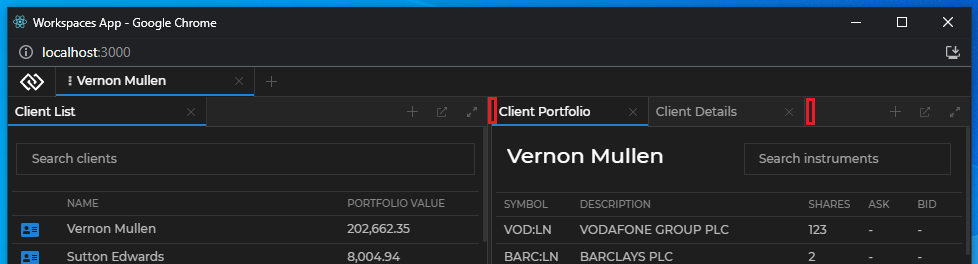 Workspaces App - Google Chrome
localhost:3000
Vernon Mullen
Client List
Client Portfolio Client Details
Search clients
Vernon Mullen Search instruments
NAME PORTFOLIO VALUE
SYMBOL DESCRIPTION SHARES ASK BID
Vernon Mullen 202,662.35
VOD:LN VODAFONE GROUP PLC 123 - -
Sutton Edwards 8,004.94
BARC:LN BARCLAYS PLC 2 - -